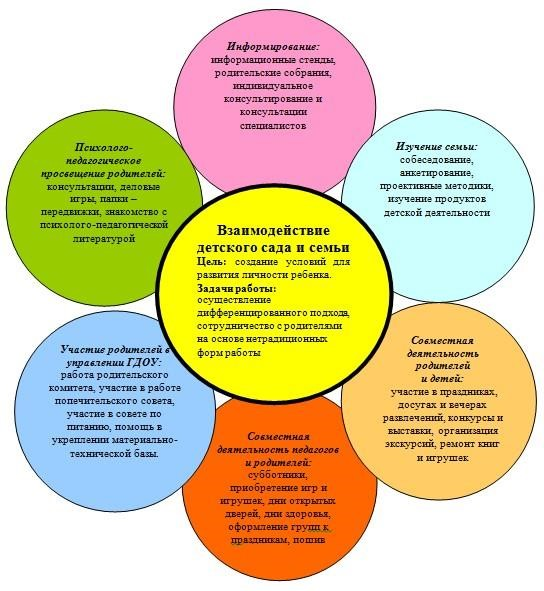 Информирование:
информационные стенды,
родительские собрания,
индивидуальное
консультирование и
консультации
специалистов
Психолого-
педагогическое
просвещение родителей:
консультации, деловые
игры, папки –
передвижки, знакомство с
психолого-педагогической
литературой
Изучение семьи:
собеседование,
анкетирование,
проективные методики,
изучение продуктов
детской деятельности
Взаимодействие
детского сада и семьи
Цель: создание условий для
развития личности ребенка.
Задачи работы:
осуществление
дифференцированного подхода,
сотрудничество с родителями
на основе нетрадиционных
форм работы
Участие родителей в
управлении ГДОУ:
работа родительского
комитета, участие в работе
попечительского совета,
участие в совете по
питанию, помощь в
укреплении материально-
технической базы.
Совместная
деятельность
родителей
и детей:
участие в праздниках,
досугах и вечерах
развлечений, конкурсы и
выставки, организация
экскурсий, ремонт книг
и игрушек
Совместная
деятельность педагогов
и родителей:
субботники,
приобретение игр и
игрушек, дни открытых
дверей, дни здоровья,
оформление групп к
праздникам, пошив